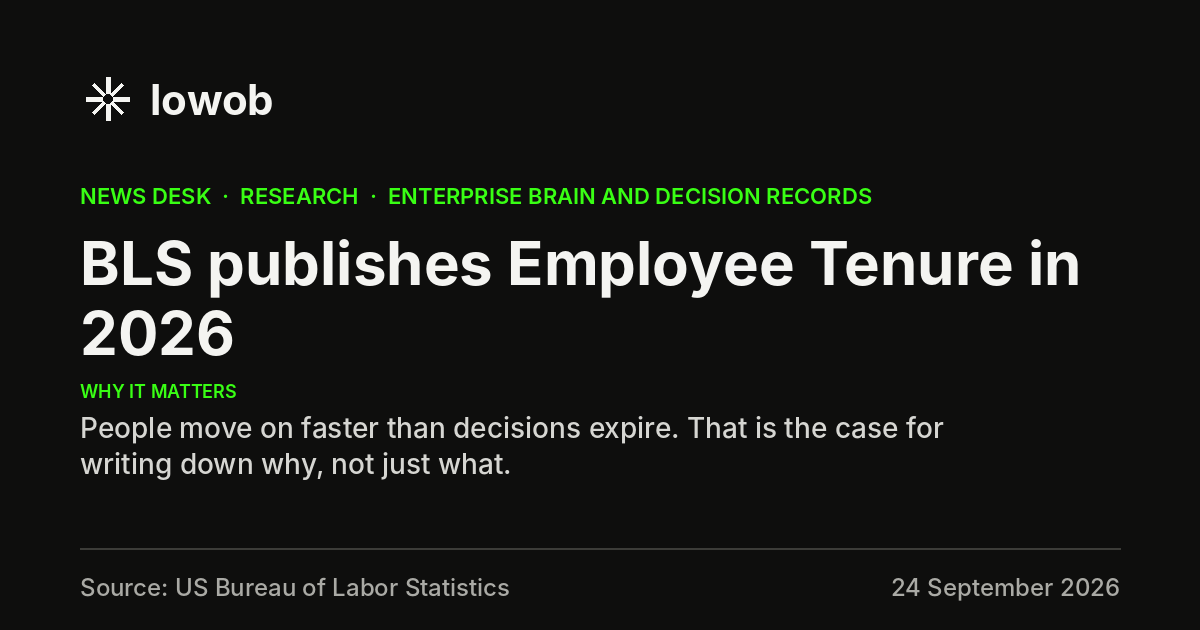 lowob
NEWS DESK · RESEARCH · ENTERPRISE BRAIN AND DECISION RECORDS
BLS publishes Employee Tenure in
2026
WHY IT MATTERS
People move on faster than decisions expire. That is the case for
writing down why, not just what.
Source: US Bureau of Labor Statistics
24 September 2026